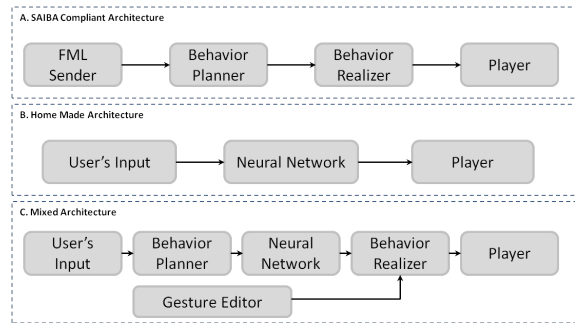 A. SAIBA Compliant Architecture
FML
Sender
Behavior
Planner
Behavior
Realizer
Player
B. Home Made Architecture
User's Input
Neural Network
Player
C. Mixed Architecture
User's
Input
Behavior
Planner
Neural
Network
Behavior
Realizer
Player
Gesture Editor